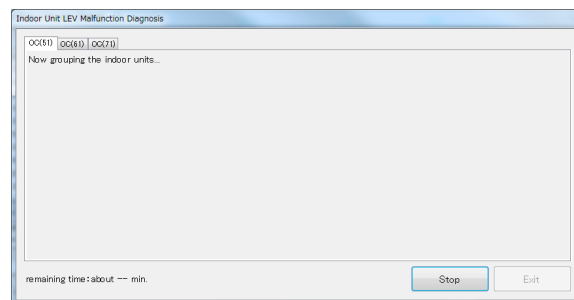 Indoor Unit LEV Malfunction Diagnosis
OC(51) OC(61) OC(71)
Now grouping the indoor units...
remaining time:about -- min.
Stop Exit